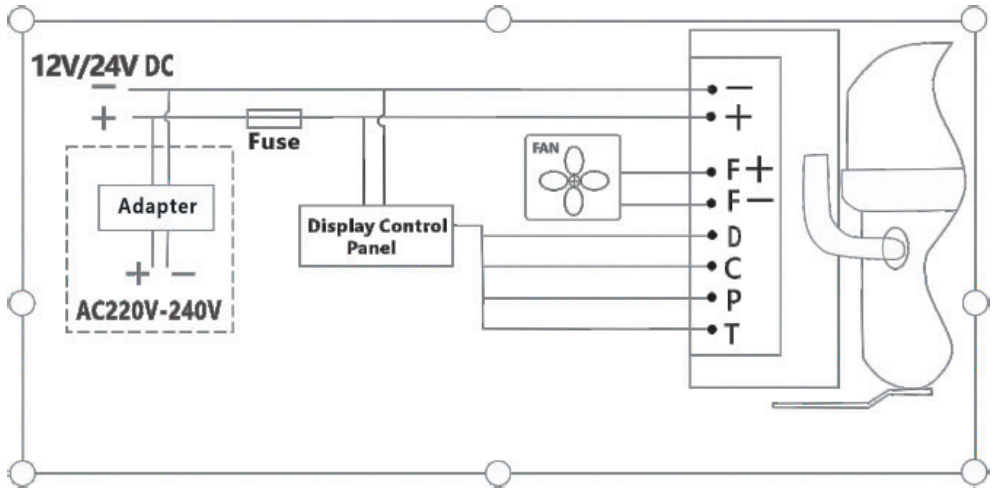 12V/24V DC
−
+
Fuse
Adapter
+ −
AC220V-240V
Display Control
Panel
FAN
−
+
F+
F−
D
C
P
T